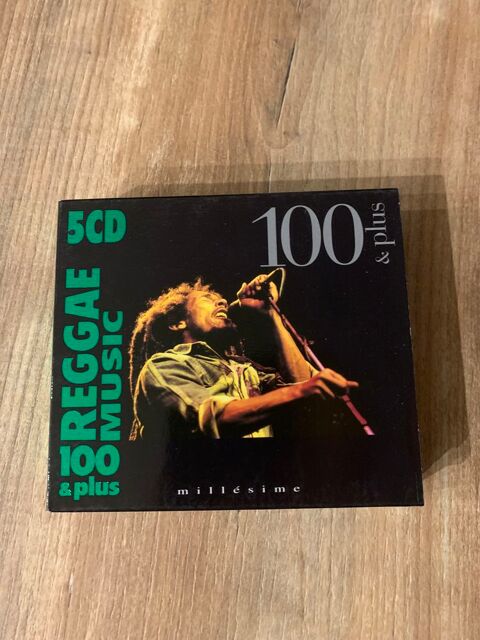 5CD
REGGAE
MUSIC
100
& plus
100
& plus
millésime